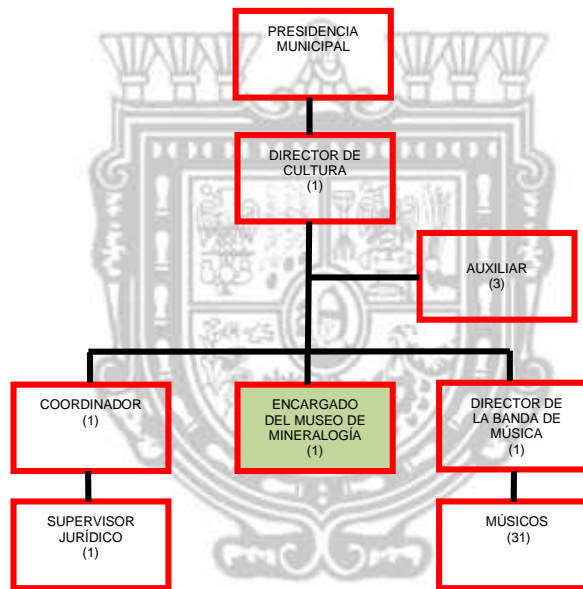 PRESIDENCIA
MUNICIPAL
DIRECTOR DE
CULTURA
(1)
AUXILIAR
(3)
COORDINADOR
(1)
ENCARGADO
DEL MUSEO DE
MINERALOGÍA
(1)
DIRECTOR DE
LA BANDA DE
MÚSICA
(1)
SUPERVISOR
JURÍDICO
(1)
MÚSICOS
(31)